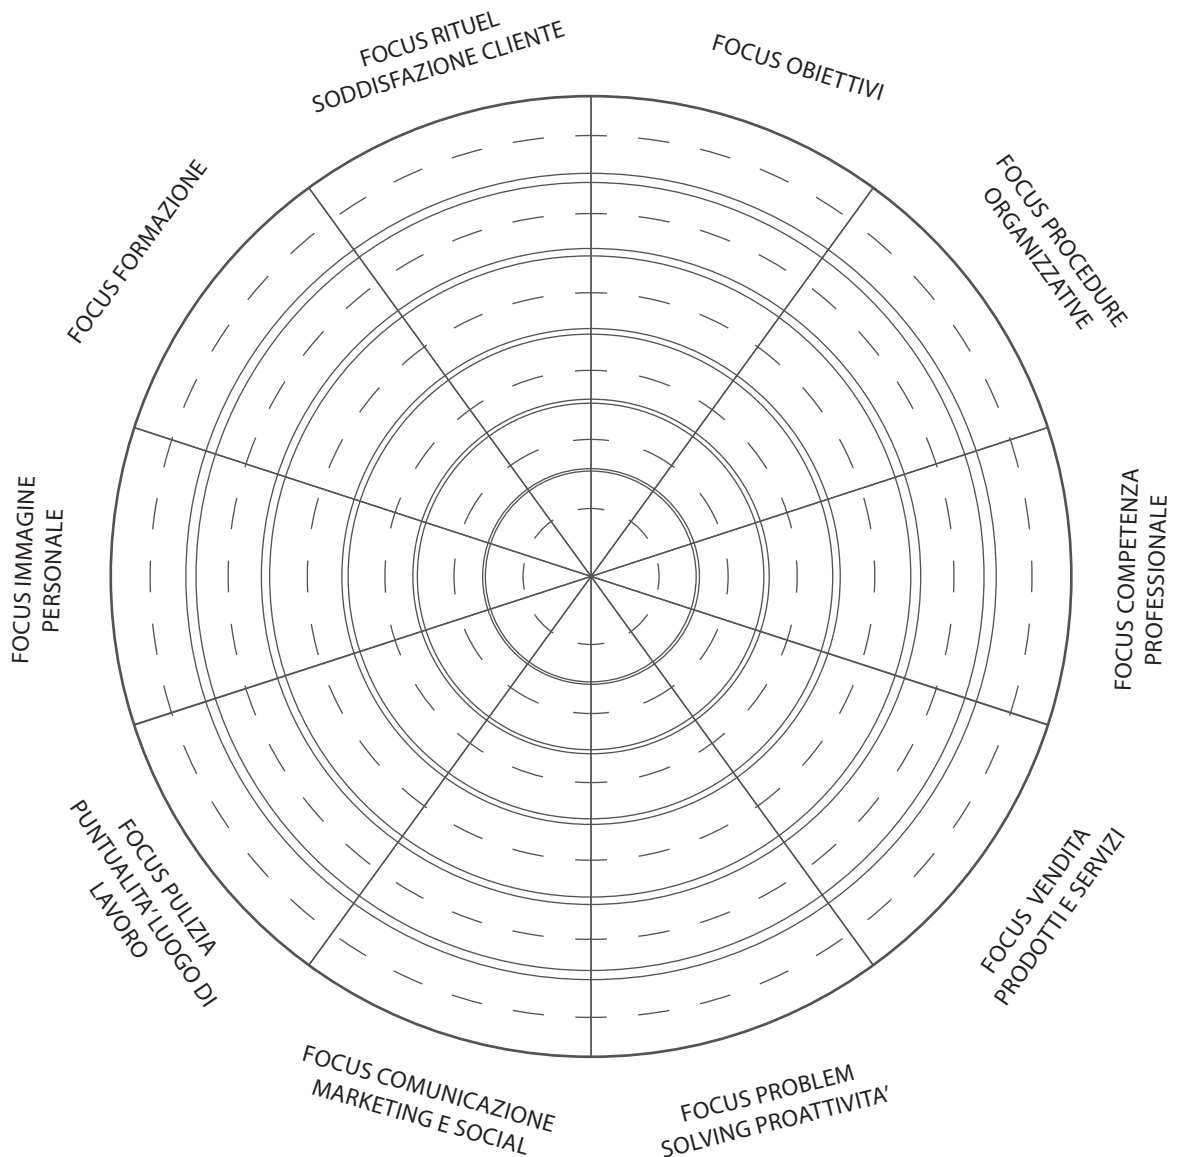 FOCUS RITUEL
SODDISFAZIONE CLIENTE
FOCUS OBIETTIVI
FOCUS PROCEDURE
ORGANIZZATIVE
FOCUS COMPETENZA
PROFESSIONALE
FOCUS VENDITA
PRODOTTI E SERVIZI
FOCUS PROBLEM
SOLVING PROATTIVITA'
FOCUS COMUNICAZIONE
MARKETING E SOCIAL
FOCUS PULIZIA
PUNTUALITA' LUOGO DI
LAVORO
FOCUS IMMAGINE
PERSONALE
FOCUS FORMAZIONE